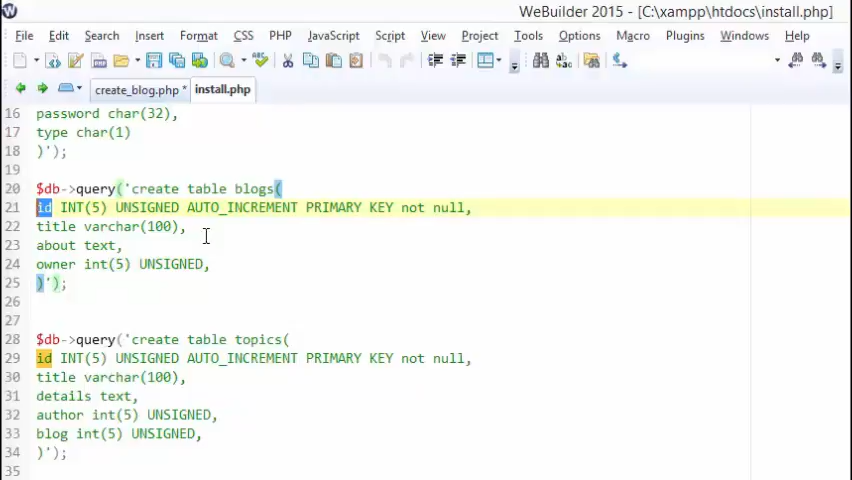 WeBuilder 2015 - [C:\xampp\htdocs\install.php]
File Edit Search Insert Format CSS PHP JavaScript Script View Project Tools Options Macro Plugins Windows Help
create_blog.php * install.php
16 password char(32),
17 type char(1)
18 )');
19
20 $db->query('create table blogs(
21 id INT(5) UNSIGNED AUTO_INCREMENT PRIMARY KEY not null,
22 title varchar(100),
23 about text,
24 owner int(5) UNSIGNED,
25 )');
26
27
28 $db->query('create table topics(
29 id INT(5) UNSIGNED AUTO_INCREMENT PRIMARY KEY not null,
30 title varchar(100),
31 details text,
32 author int(5) UNSIGNED,
33 blog int(5) UNSIGNED,
34 )');
35